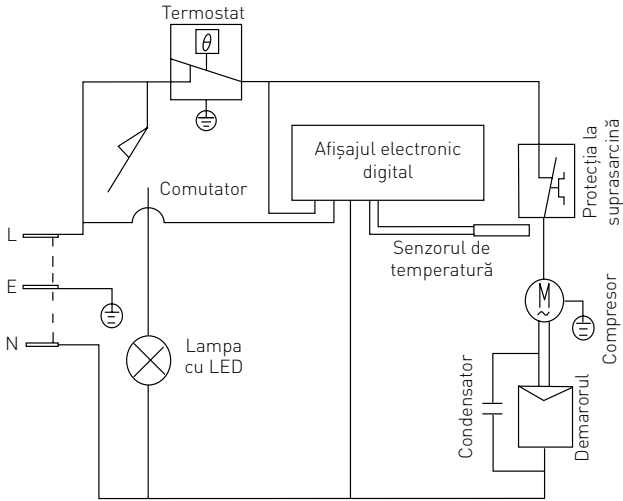 Termostat
θ
Afișajul electronic
digital
Protecția la
suprasarcină
Comutator
L
Senzorul de
temperatură
E
M
~
Compresor
N
Lampa
cu LED
Condensator
Demarorul